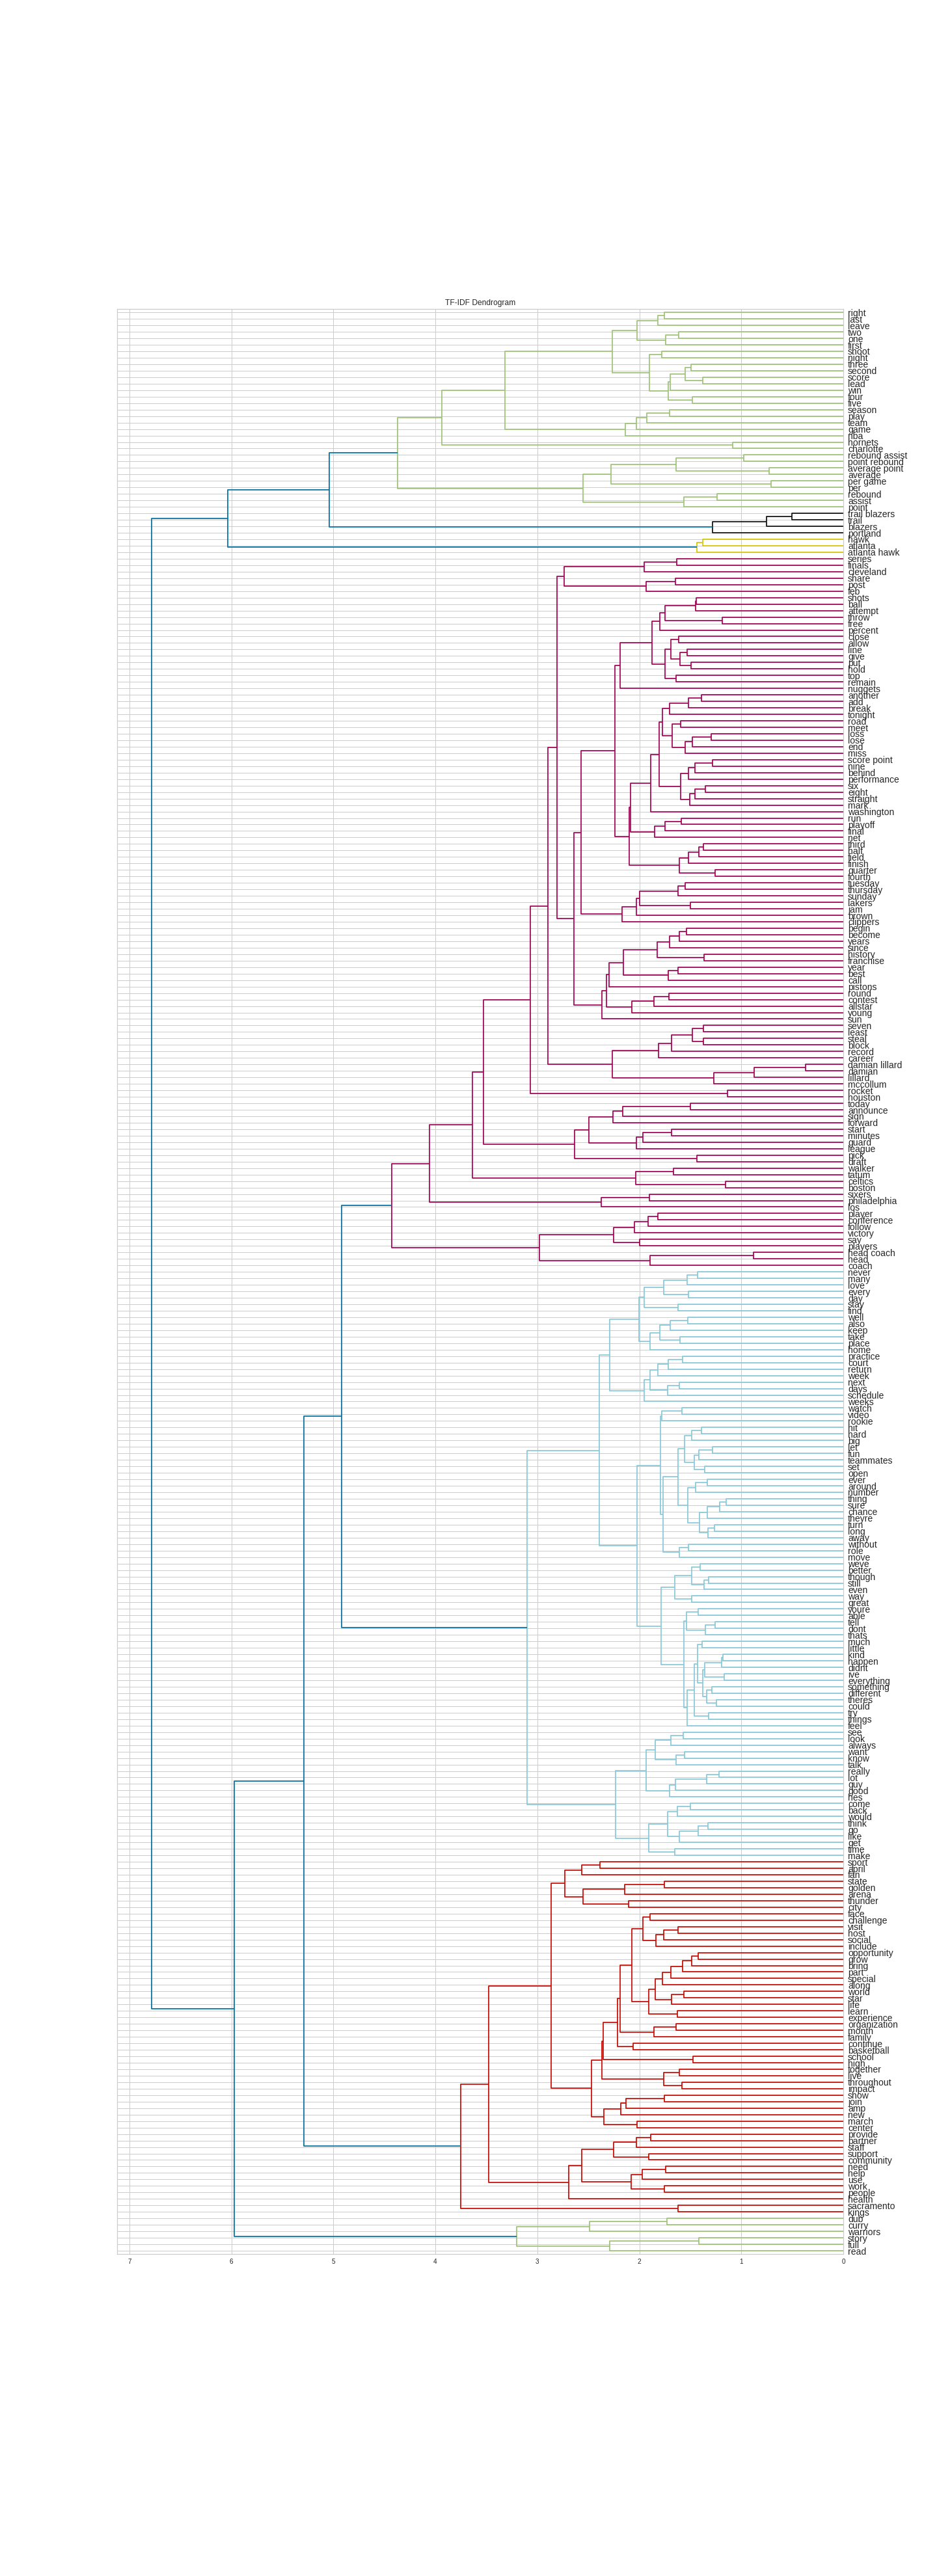 TF-IDF Dendrogram
right
last
leave
two
one
first
shoot
night
three
second
score
lead
win
four
five
season
play
team
game
nba
hornets
charlotte
rebound assist
point rebound
average point
average
per game
per
rebound
assist
point
trail blazers
trail
blazers
portland
hawk
atlanta
atlanta hawk
series
finals
cleveland
share
post
feb
shots
ball
attempt
throw
free
percent
close
allow
line
give
put
hold
top
remain
nuggets
another
add
break
tonight
road
meet
loss
lose
end
miss
score point
nine
behind
performance
six
eight
straight
mark
washington
run
playoff
final
net
third
half
field
finish
quarter
fourth
tuesday
thursday
sunday
lakers
jam
brown
clippers
begin
become
years
since
history
franchise
year
best
call
pistons
round
contest
allstar
young
sun
seven
least
steal
block
record
career
damian lillard
damian
lillard
mccollum
rocket
houston
today
announce
sign
forward
start
minutes
guard
league
pick
draft
walker
tatum
celtics
boston
sixers
philadelphia
los
player
conference
follow
victory
say
players
head coach
head
coach
never
many
love
every
day
stay
find
well
also
keep
take
place
home
practice
court
return
week
next
days
schedule
weeks
watch
video
rookie
hit
hard
big
let
fun
teammates
set
open
ever
around
number
thing
sure
chance
theyre
turn
long
away
without
role
move
weve
better
though
still
even
way
great
youre
able
tell
dont
thats
much
little
kind
happen
didnt
ive
everything
something
different
theres
could
try
things
feel
see
look
always
want
know
talk
really
lot
guy
good
hes
come
back
would
think
go
like
get
time
make
sport
april
fan
state
golden
arena
thunder
city
face
challenge
visit
host
social
include
opportunity
grow
bring
part
special
along
world
star
life
learn
experience
organization
month
family
continue
basketball
school
high
together
live
throughout
impact
show
join
amp
new
march
center
provide
partner
staff
support
community
need
help
use
work
people
health
sacramento
kings
dub
curry
warriors
story
full
read
7 6 5 4 3 2 1 0